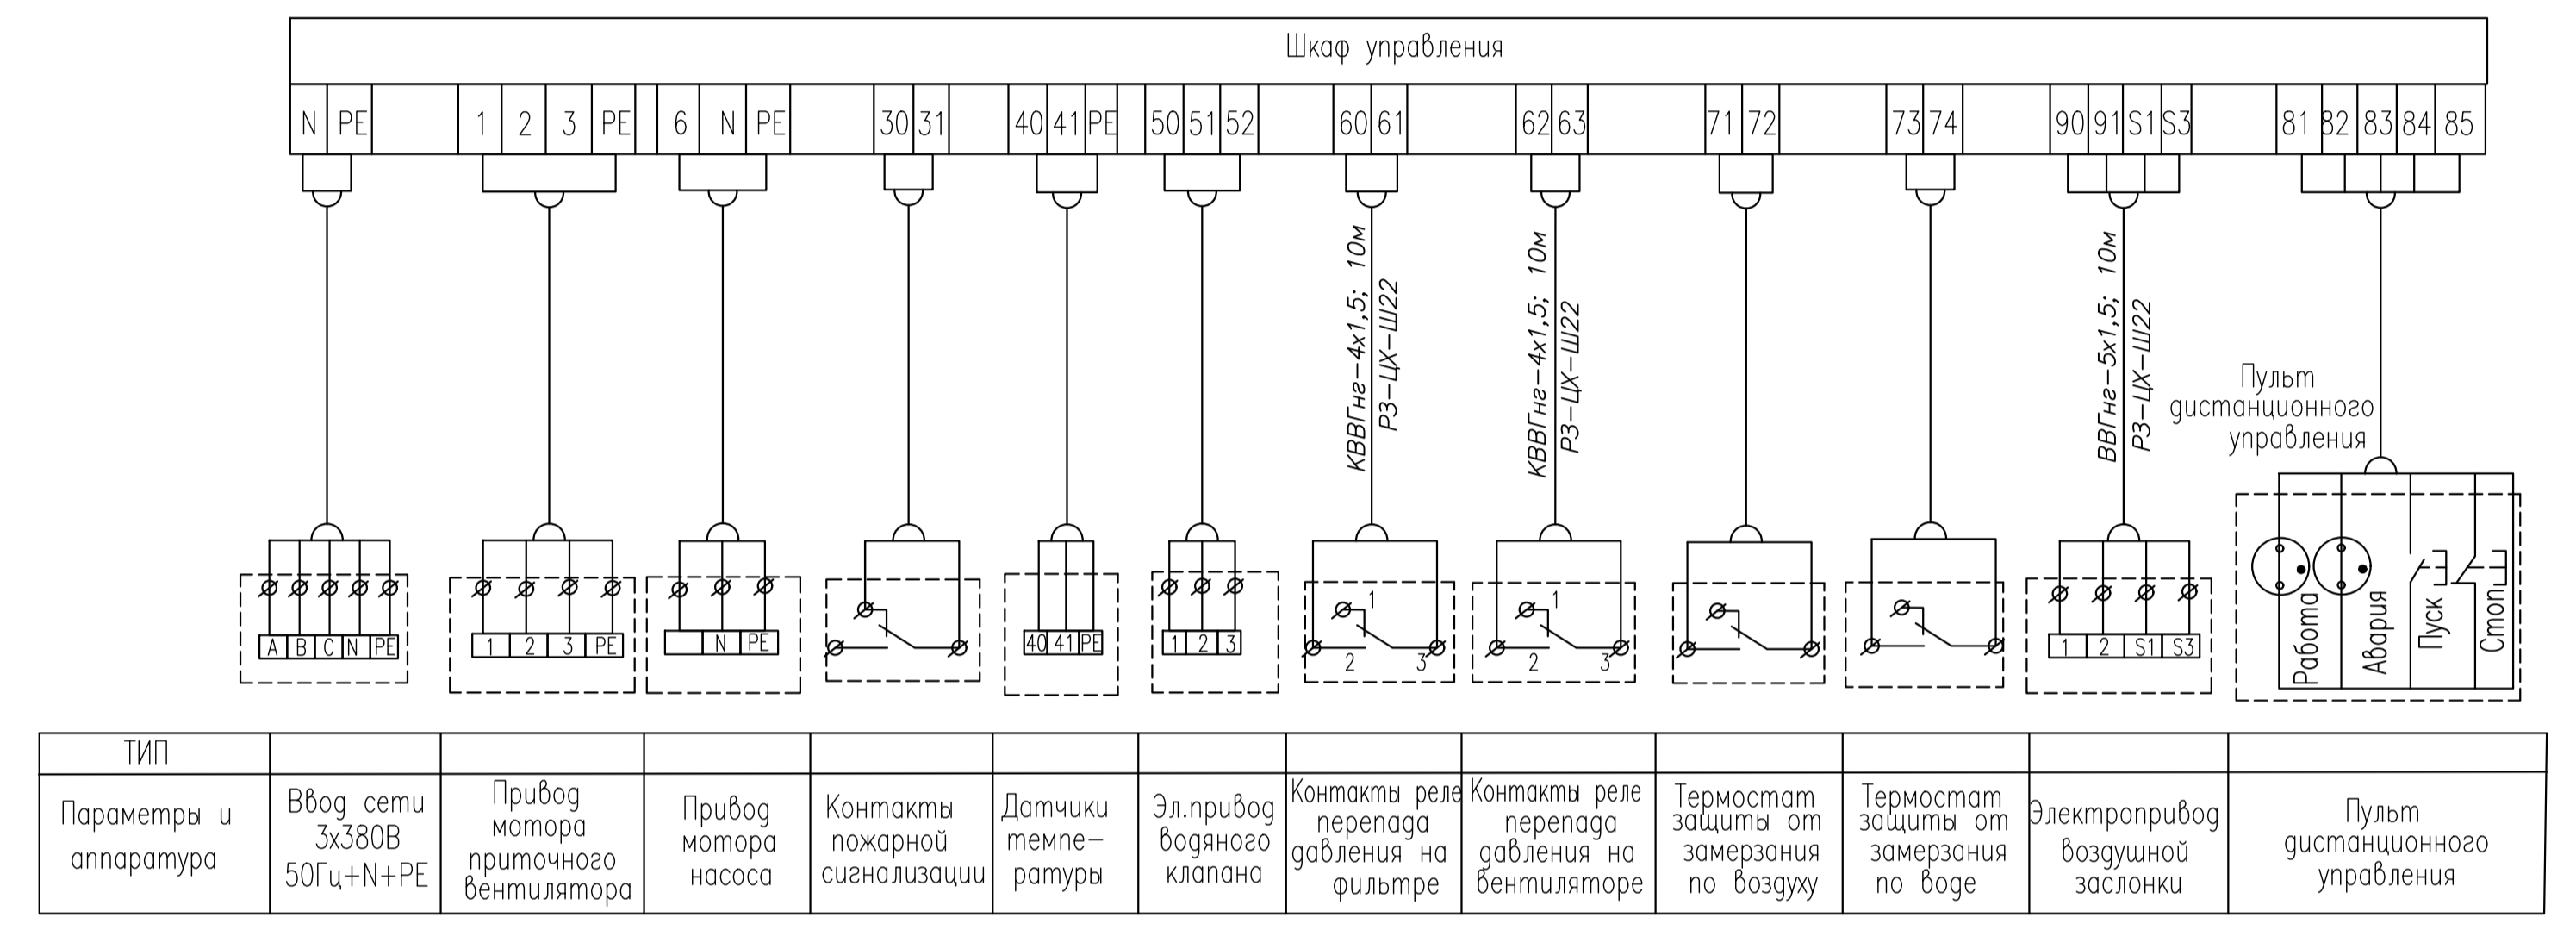 Шкаф управления
N PE 1 2 3 PE 6 N PE 30 31 40 41 PE 50 51 52 60 61 62 63 71 72 73 74 90 91 S1 S3 81 82 83 84 85
КВВГнг-4х1,5; 10м
РЗ-ЦХ-Ш22
КВВГнг-4х1,5; 10м
РЗ-ЦХ-Ш22
ВВГнг-5х1,5; 10м
РЗ-ЦХ-Ш22
Пульт
дистанционного
управления
A B C N PE
1 2 3 PE
N PE
40 41 PE
1 2 3
1
2 3
1
2 3
1 2 S1 S3
Работа
Авария
Пуск
Стоп
ТИП
Параметры и
аппаратура
Ввод сети
3х380В
50Гц+N+PE
Привод
мотора
приточного
вентилятора
Привод
мотора
насоса
Контакты
пожарной
сигнализации
Датчики
темпе-
ратуры
Эл.привод
водяного
клапана
Контакты реле
перепада
давления на
фильтре
Контакты реле
перепада
давления на
вентиляторе
Термостат
защиты от
замерзания
по воздуху
Термостат
защиты от
замерзания
по воде
Электропривод
воздушной
заслонки
Пульт
дистанционного
управления